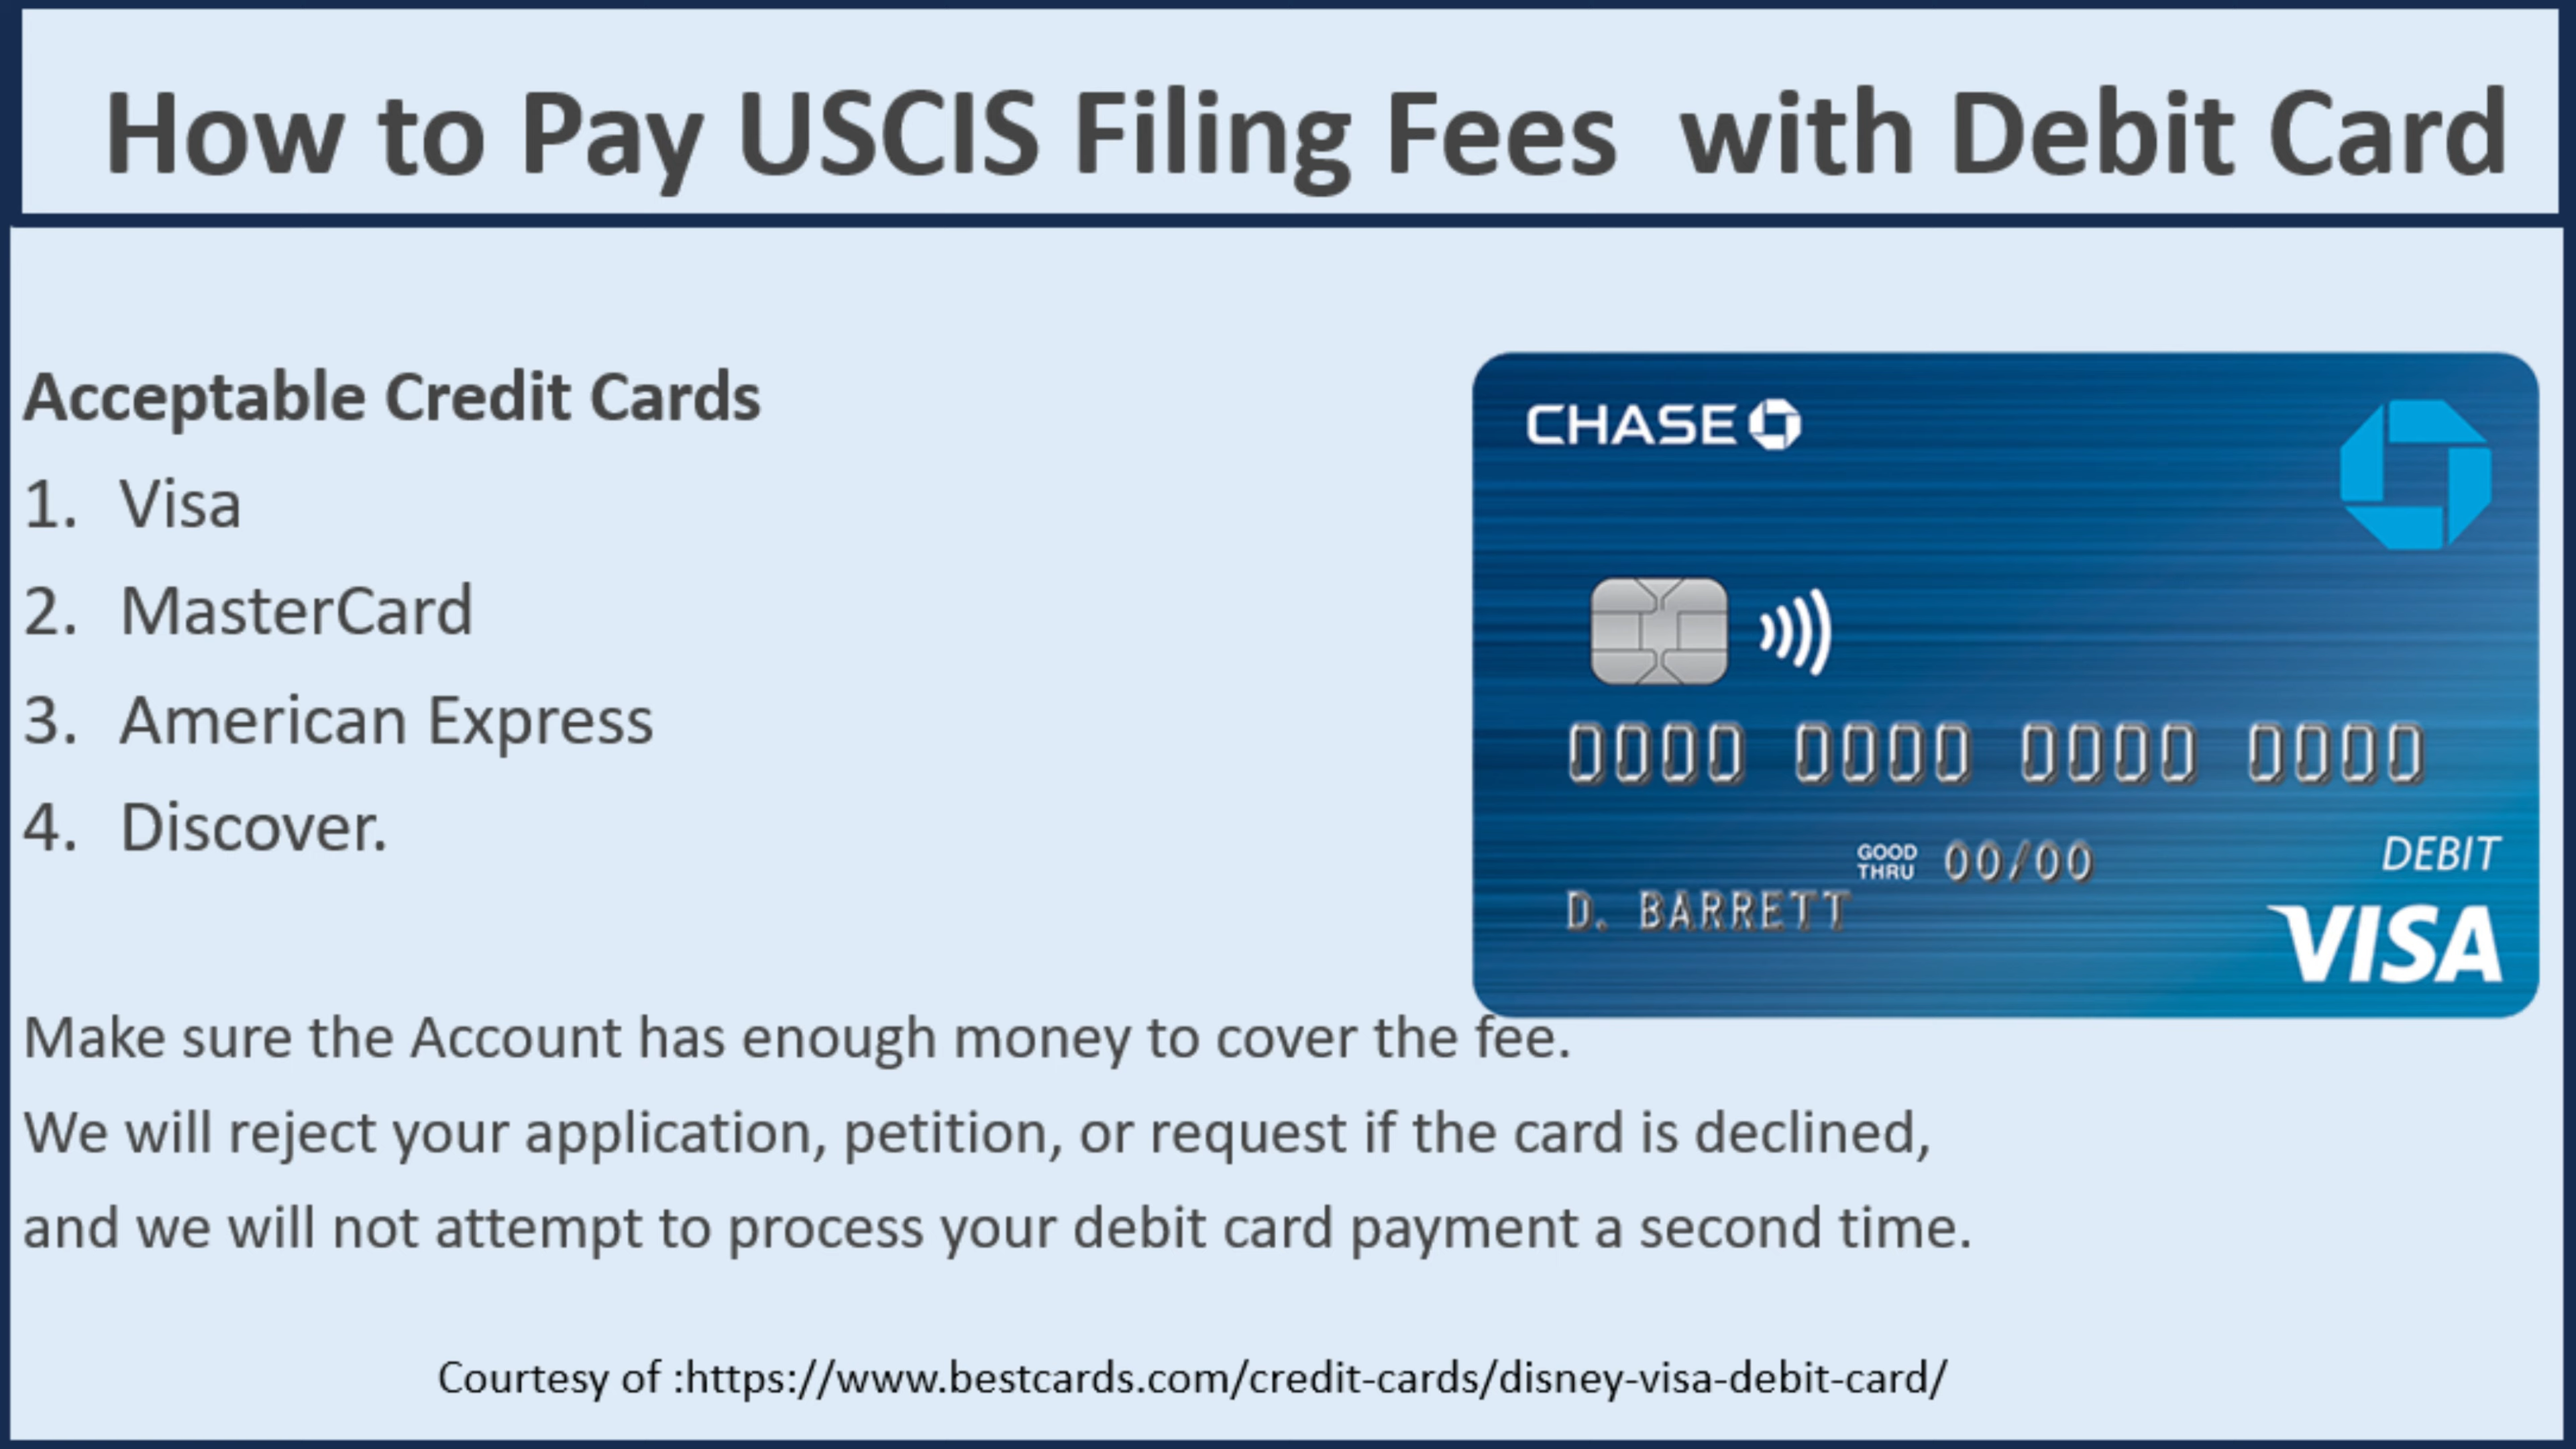 How to Pay USCIS Filing Fees  with Debit Card
Acceptable Credit Cards
1. Visa
2. MasterCard
3. American Express
4. Discover.
CHASE
0000 0000 0000 0000
GOOD
THRU 00/00
DEBIT
D. BARRETT
VISA
Make sure the Account has enough money to cover the fee.
We will reject your application, petition, or request if the card is declined,
and we will not attempt to process your debit card payment a second time.
Courtesy of :https://www.bestcards.com/credit-cards/disney-visa-debit-card/